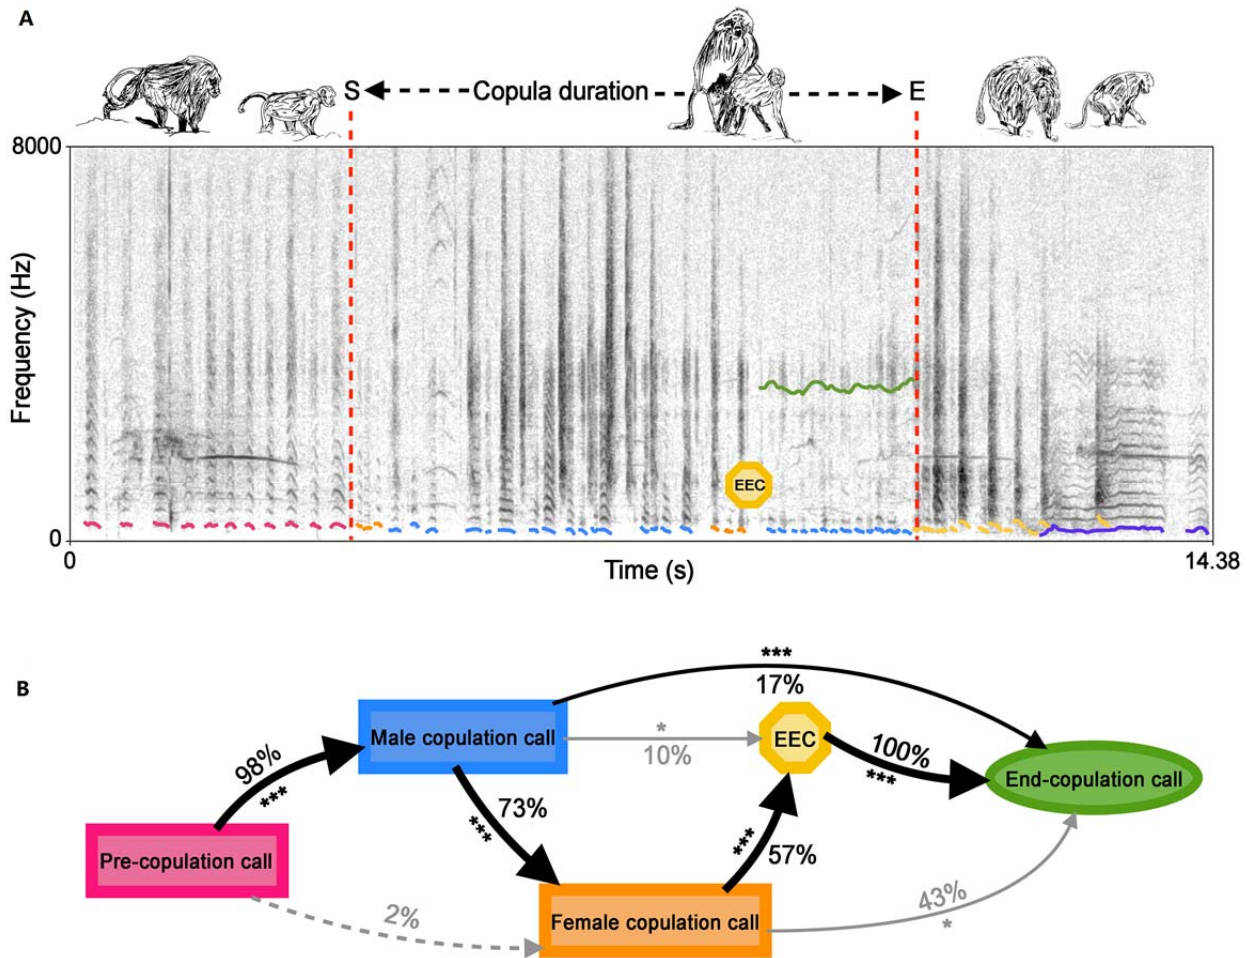 A
S
Copula duration
E
8000
Frequency (Hz)
EEC
0
0
Time (s)
14.38
B
***
17%
Male copulation call
*
10%
EEC
100%
***
End-copulation call
98%
***
73%
***
***
57%
Pre-copulation call
2%
Female copulation call
43%
*